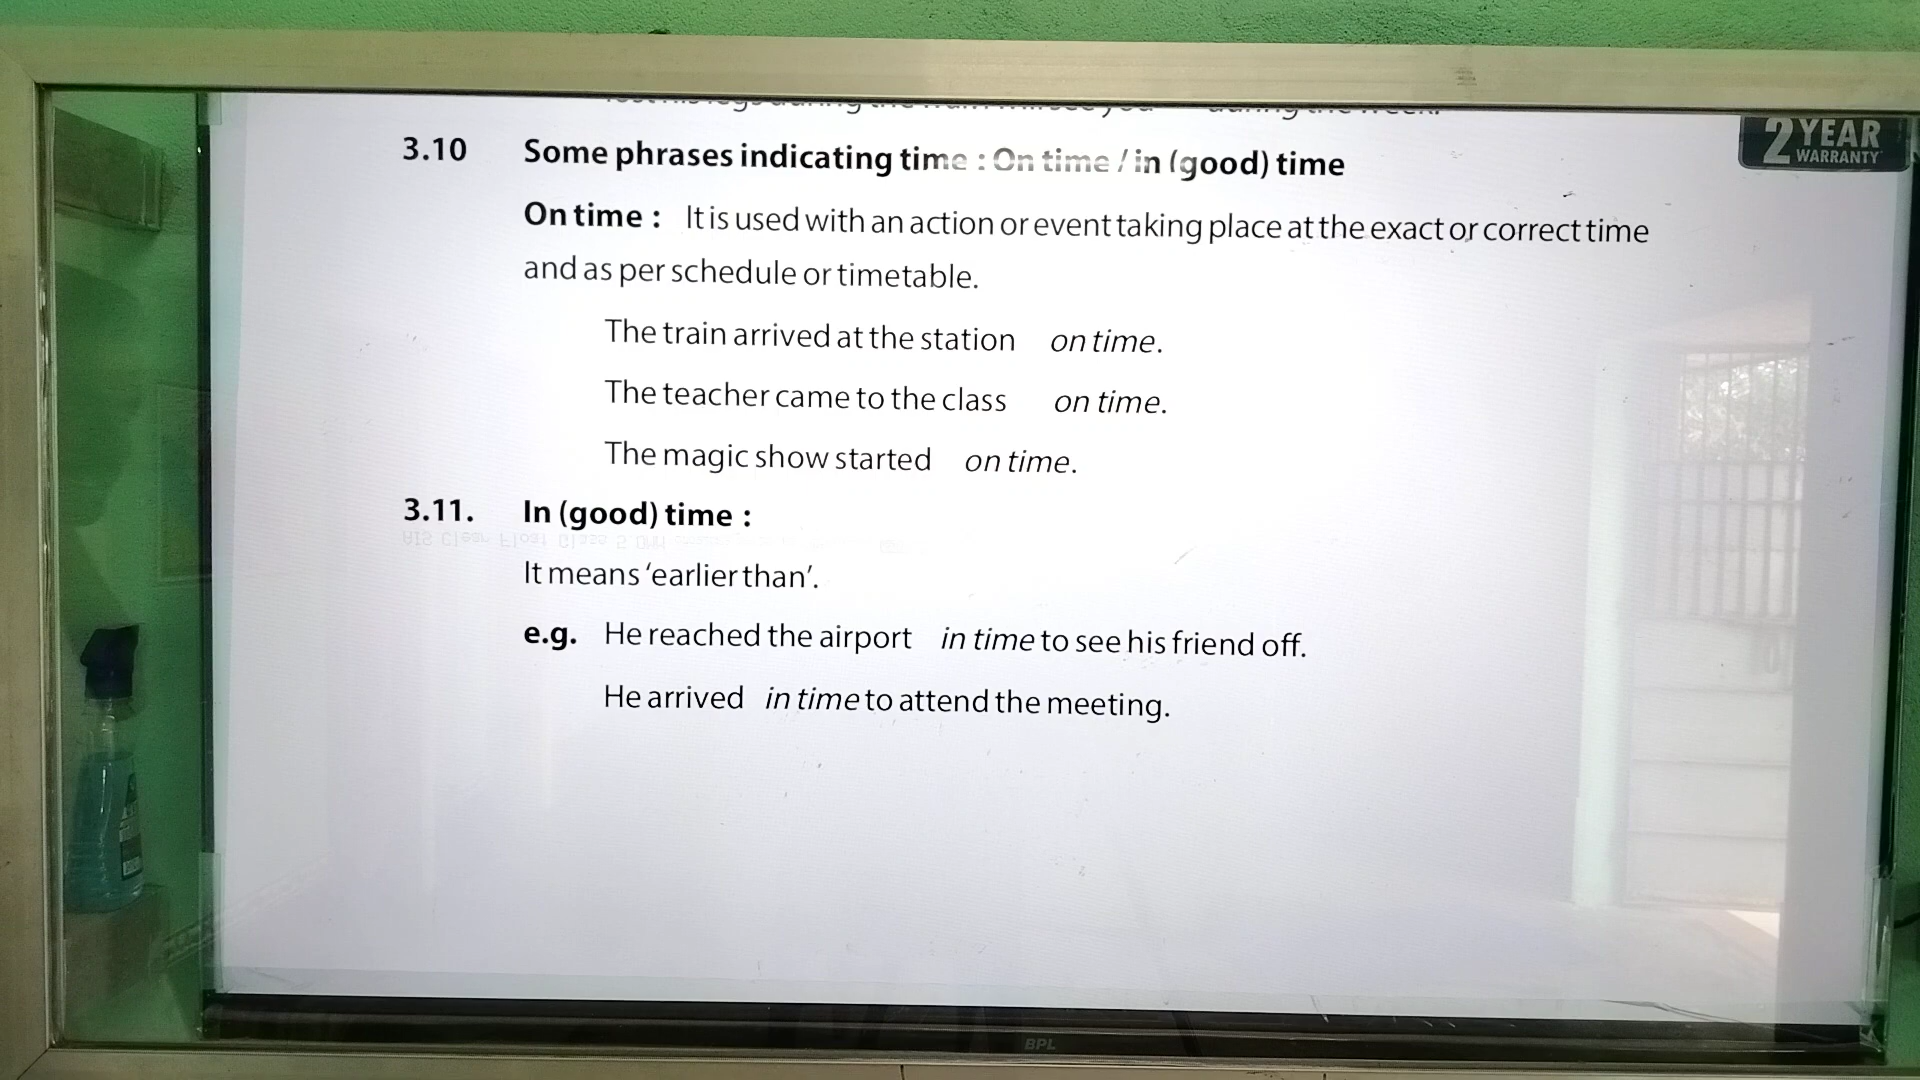 during the week.
2 YEAR
WARRANTY
3.10 Some phrases indicating time : On time / in (good) time
On time : It is used with an action or event taking place at the exact or correct time
and as per schedule or timetable.
The train arrived at the station on time.
The teacher came to the class on time.
The magic show started on time.
3.11. In (good) time :
It means ‘earlier than’.
e.g. He reached the airport in time to see his friend off.
He arrived in time to attend the meeting.
BPL